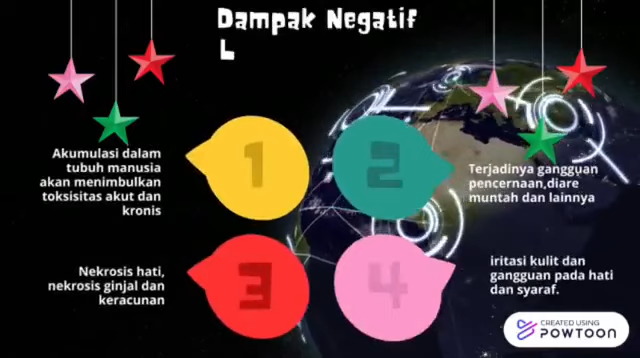 Dampak Negatif
L
1
Akumulasi dalam
tubuh manusia
akan menimbulkan
toksisitas akut dan
kronis
2
Terjadinya gangguan
pencernaan,diare
muntah dan lainnya
3
Nekrosis hati,
nekrosis ginjal dan
keracunan
4
iritasi kulit dan
gangguan pada hati
dan syaraf.
CREATED USING
POWTOON